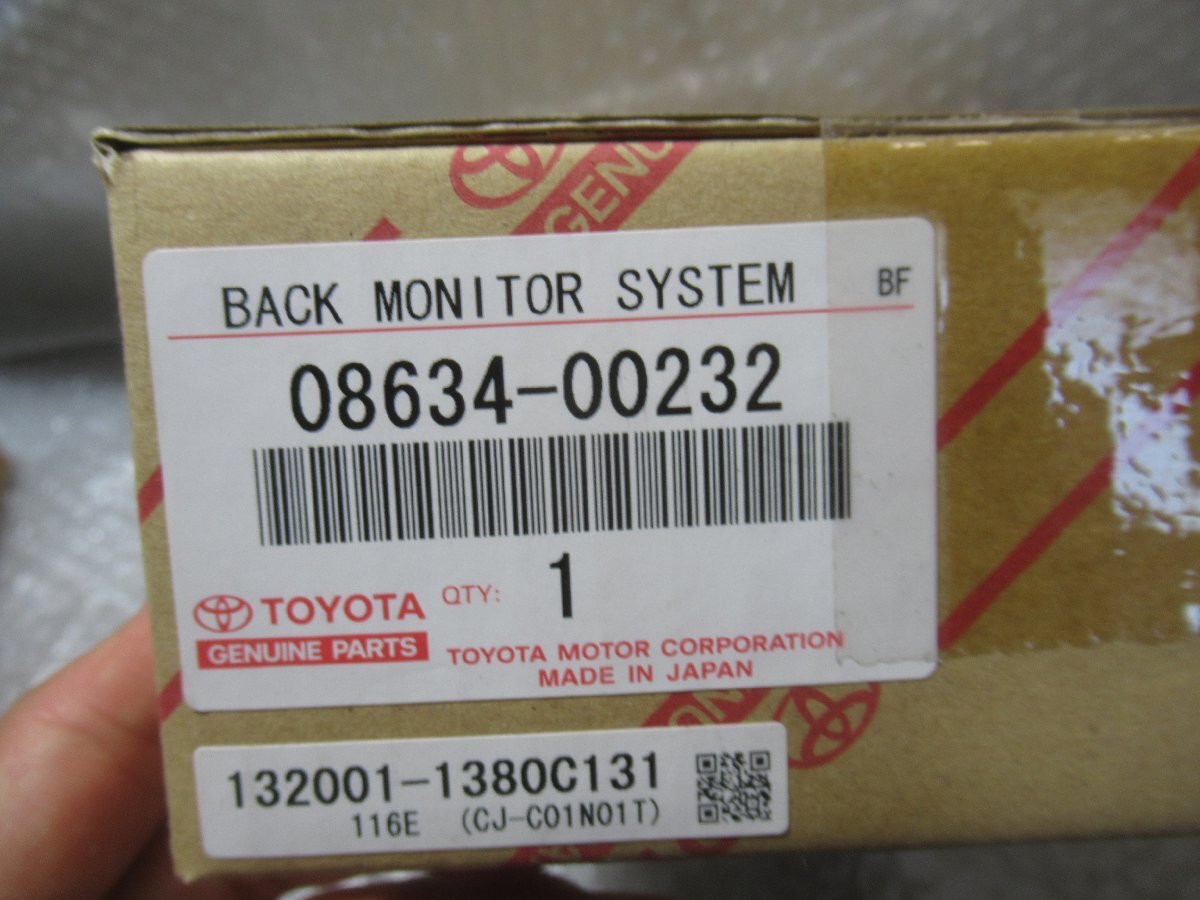 GENU
BACK MONITOR SYSTEM BF
08634-00232
QTY: 1
TOYOTA
GENUINE PARTS
TOYOTA MOTOR CORPORATION
MADE IN JAPAN
132001-1380C131
116E (CJ-C01N01T)